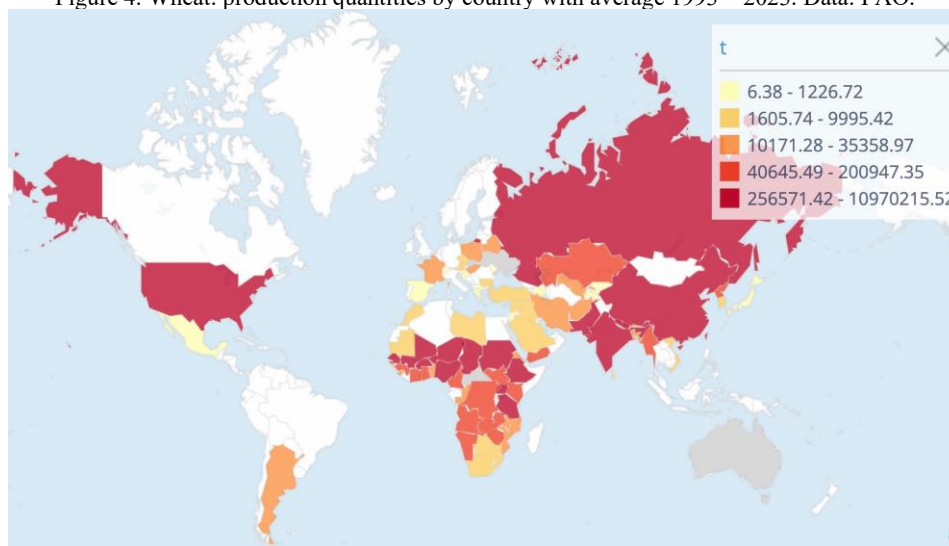 Figure 4. Wheat: production quantities by country with average 1993 – 2023. Data: FAO.
t
6.38 - 1226.72
1605.74 - 9995.42
10171.28 - 35358.97
40645.49 - 200947.35
256571.42 - 10970215.52